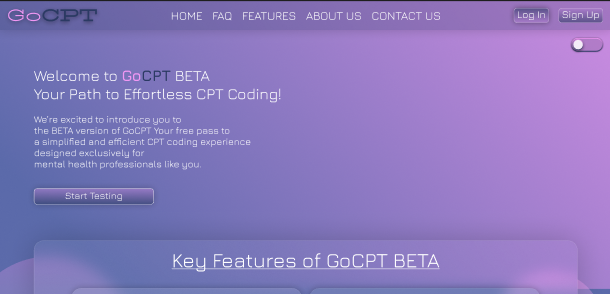 GoCPT
HOME FAQ FEATURES ABOUT US CONTACT US
Log In
Sign Up
Welcome to GoCPT BETA
Your Path to Effortless CPT Coding!
We're excited to introduce you to
the BETA version of GoCPT Your free pass to
a simplified and efficient CPT coding experience
designed exclusively for
mental health professionals like you.
Start Testing
Key Features of GoCPT BETA